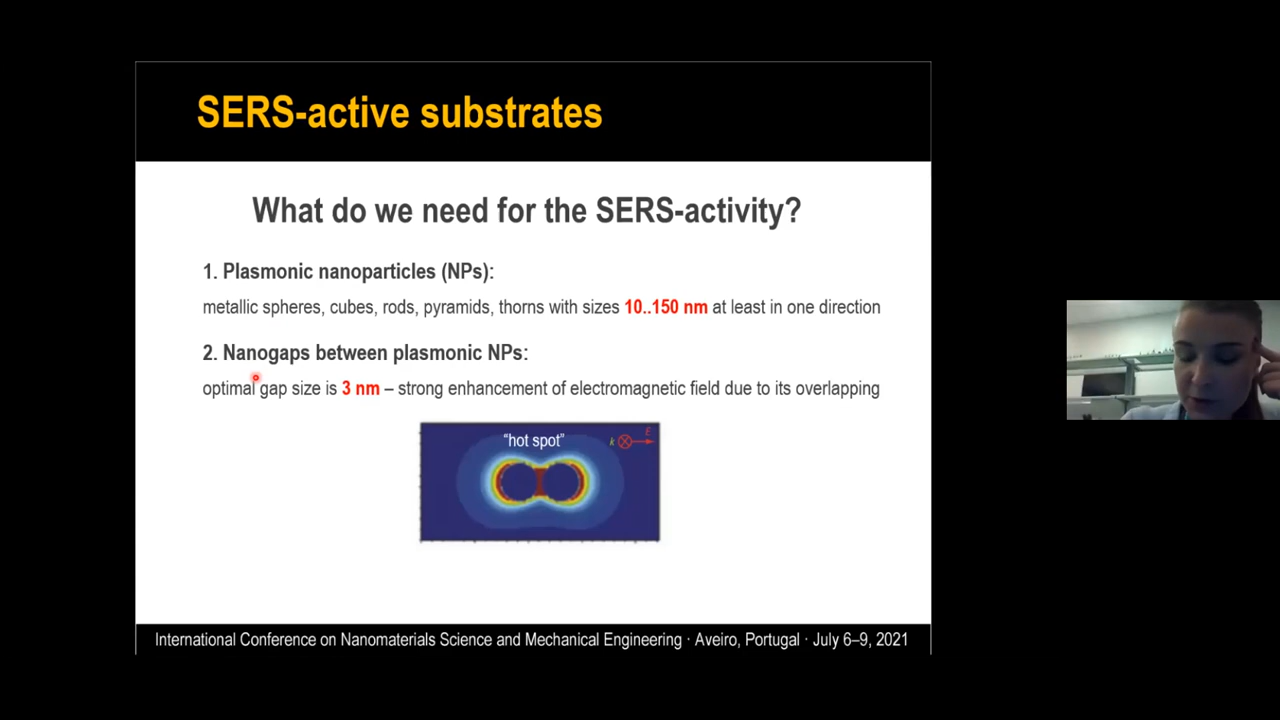 SERS-active substrates
What do we need for the SERS-activity?
1. Plasmonic nanoparticles (NPs):
metallic spheres, cubes, rods, pyramids, thorns with sizes 10..150 nm at least in one direction
2. Nanogaps between plasmonic NPs:
optimal gap size is 3 nm – strong enhancement of electromagnetic field due to its overlapping
“hot spot”
k E
International Conference on Nanomaterials Science and Mechanical Engineering · Aveiro, Portugal · July 6–9, 2021